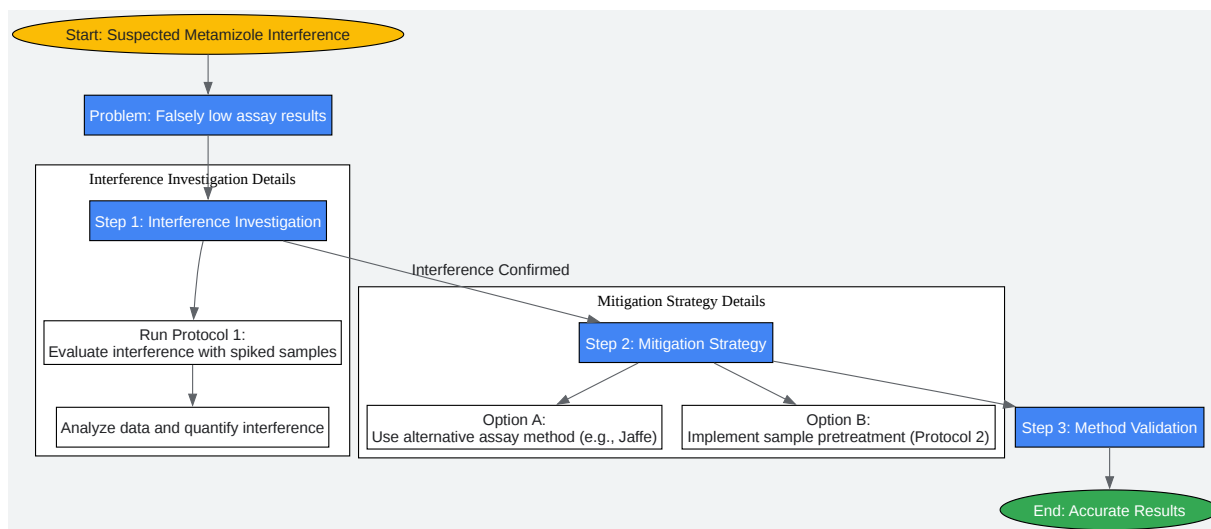 Start: Suspected Metamizole Interference
Problem: Falsely low assay results
Interference Investigation Details
Step 1: Interference Investigation
Interference Confirmed
Mitigation Strategy Details
Run Protocol 1:
Evaluate interference with spiked samples
Step 2: Mitigation Strategy
Analyze data and quantify interference
Option A:
Use alternative assay method (e.g., Jaffe)
Option B:
Implement sample pretreatment (Protocol 2)
Step 3: Method Validation
End: Accurate Results